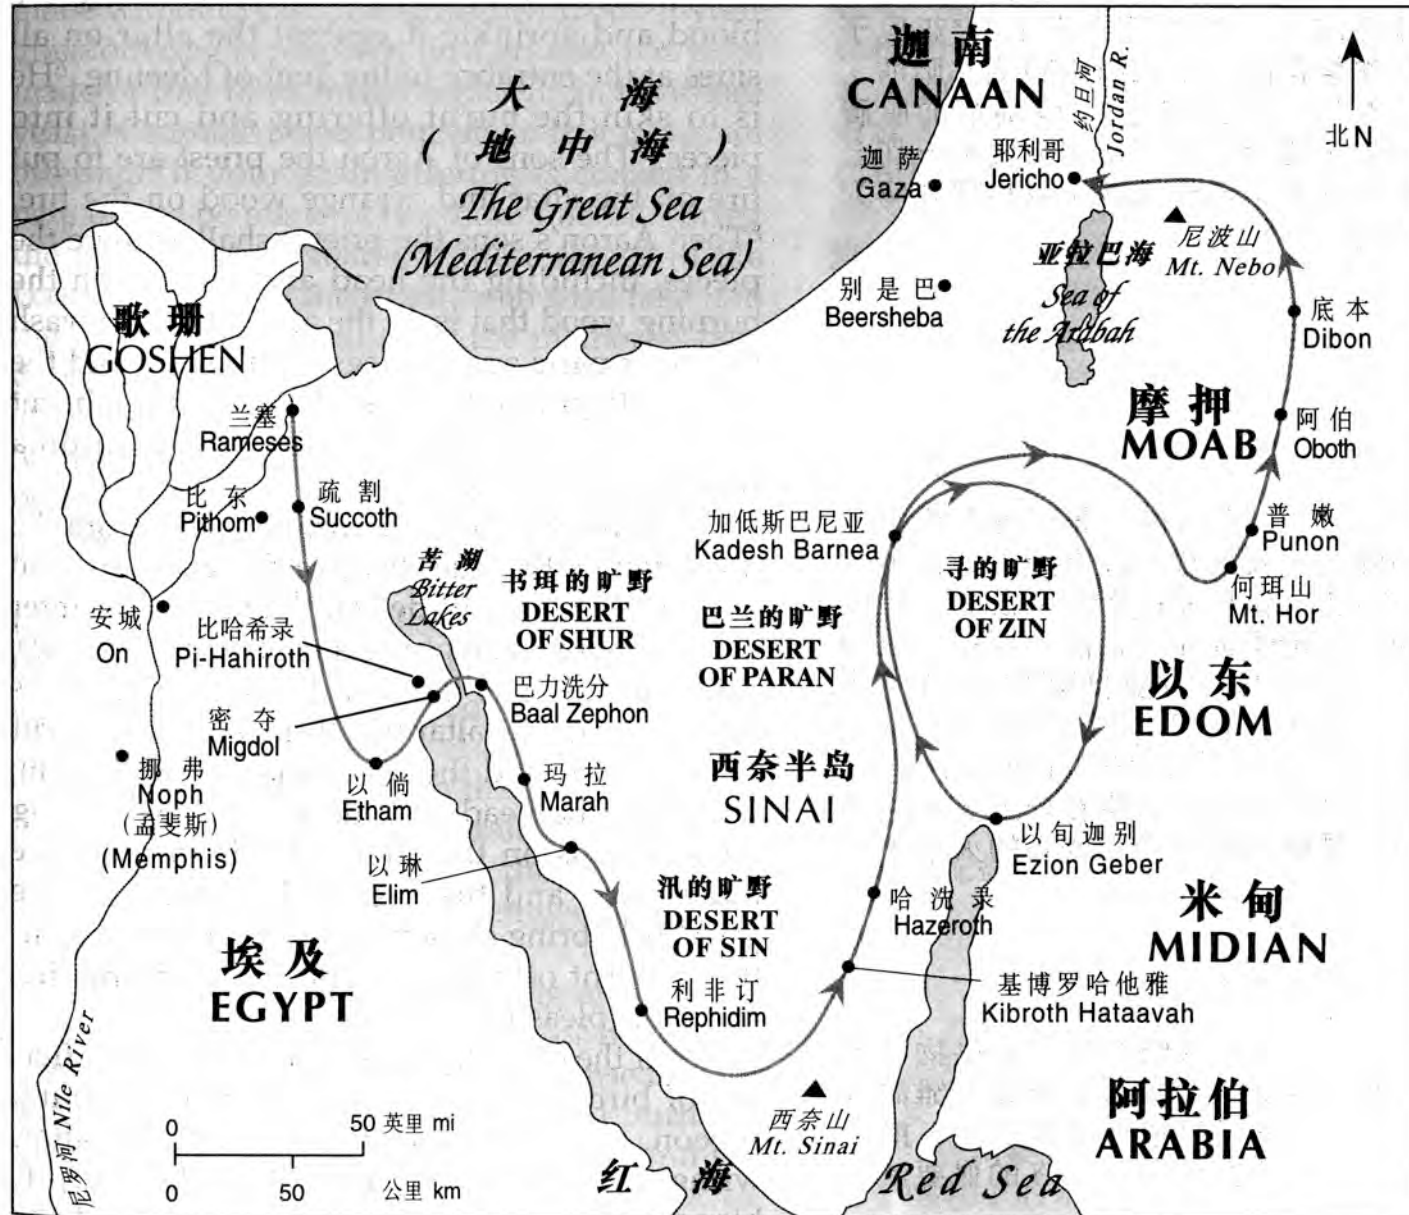 大 海
( 地 中 海 )
The Great Sea
(Mediterranean Sea)
迦 南
CANAAN
约旦河
Jordan R.
北 N
迦 萨
Gaza
耶利哥
Jericho
尼波山
Mt. Nebo
亚拉巴海
Sea of
the Arabah
别 是 巴
Beersheba
底 本
Dibon
歌 珊
GOSHEN
摩 押
MOAB
阿 伯
Oboth
兰塞
Rameses
比 东
Pithom
疏 割
Succoth
加低斯巴尼亚
Kadesh Barnea
普 嫩
Punon
何珥山
Mt. Hor
苦 湖
Bitter
Lakes
书珥的旷野
DESERT
OF SHUR
巴兰的旷野
DESERT
OF PARAN
寻的旷野
DESERT
OF ZIN
安城
On
比哈希录
Pi-Hahiroth
密 夺
Migdol
巴力洗分
Baal Zephon
以 东
EDOM
挪 弗
Noph
(孟斐斯)
(Memphis)
以 倘
Etham
玛 拉
Marah
西奈半岛
SINAI
以旬迦别
Ezion Geber
以 琳
Elim
汛的旷野
DESERT
OF SIN
哈 洗 录
Hazeroth
米 甸
MIDIAN
埃 及
EGYPT
利 非 订
Rephidim
基博罗哈他雅
Kibroth Hataavah
尼罗河 Nile River
西奈山
Mt. Sinai
阿拉伯
ARABIA
0 50 英里 mi
0 50 公里 km
红 海
Red Sea